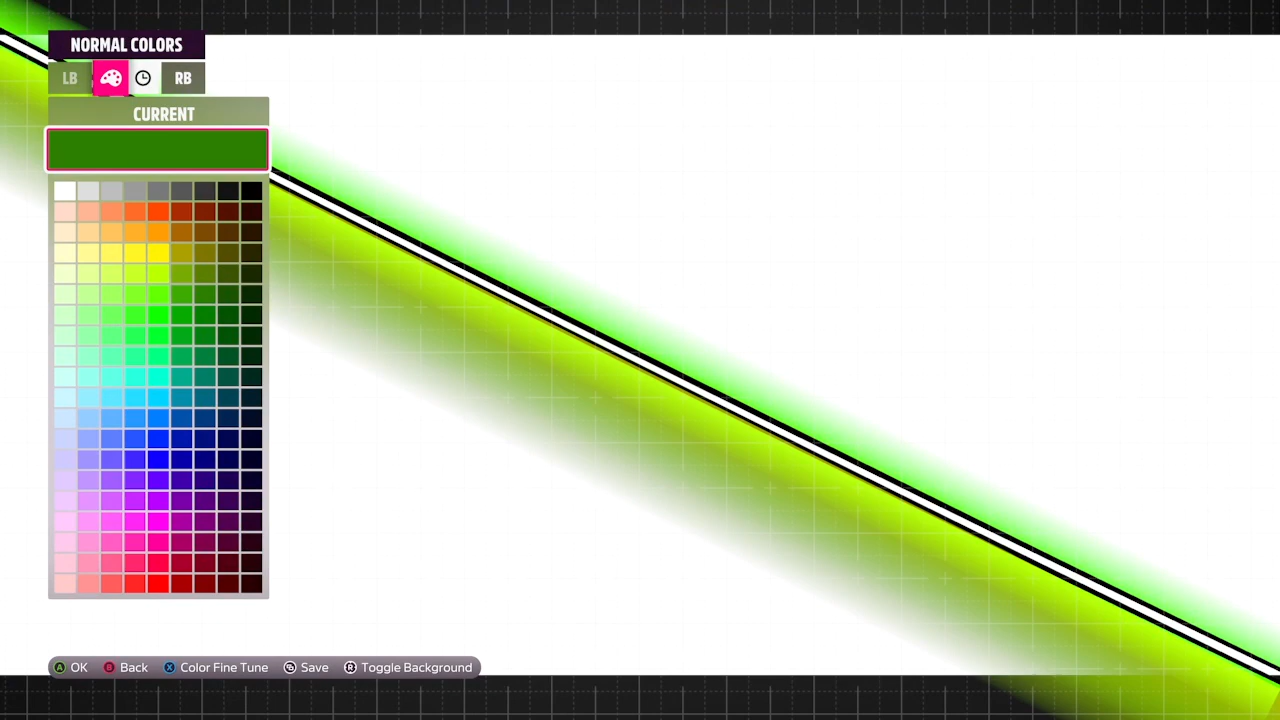 NORMAL COLORS
LB RB
CURRENT
A OK B Back X Color Fine Tune Save R Toggle Background